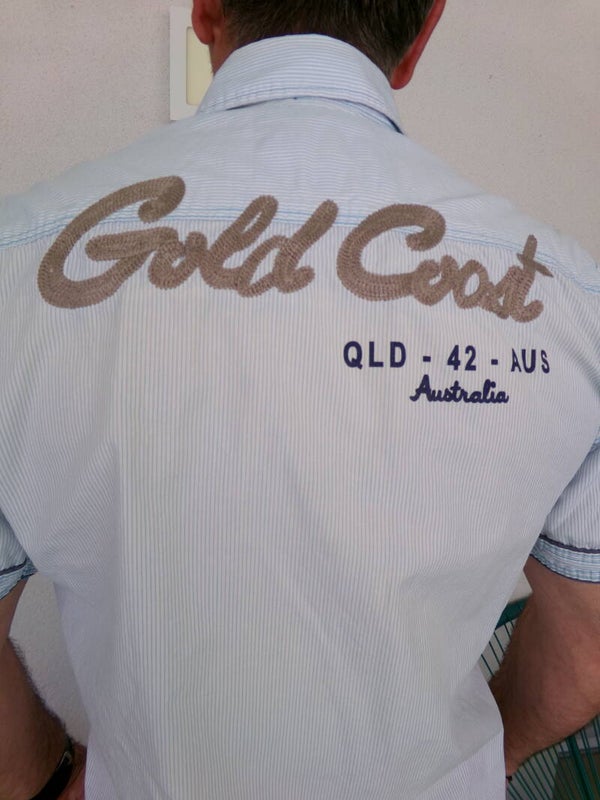 Gold Coast
QLD - 42 - AUS
Australia